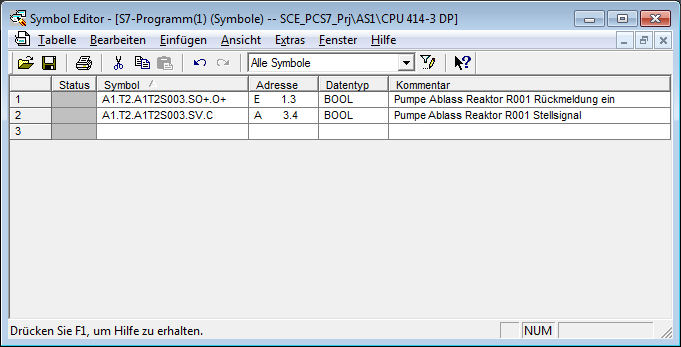 Symbol Editor - [S7-Programm(1) (Symbole) -- SCE_PCS7_Prj\AS1\CPU 414-3 DP]
Tabelle Bearbeiten Einfügen Ansicht Extras Fenster Hilfe
Alle Symbole
Status Symbol Adresse Datentyp Kommentar
1 A1.T2.A1T2S003.SO+.O+ E 1.3 BOOL Pumpe Ablass Reaktor R001 Rückmeldung ein
2 A1.T2.A1T2S003.SV.C A 3.4 BOOL Pumpe Ablass Reaktor R001 Stellsignal
3
Drücken Sie F1, um Hilfe zu erhalten. NUM